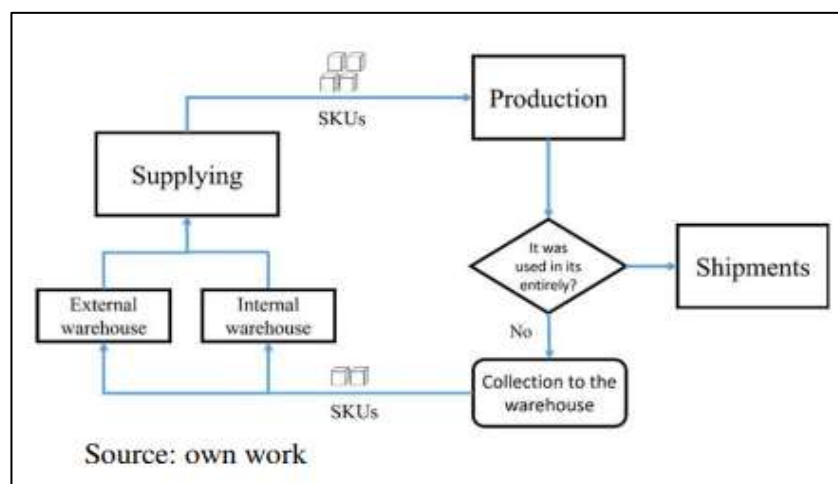 SKUs
Production
Supplying
It was
used in its
entirely?
Shipments
External
warehouse
Internal
warehouse
No
SKUs
Collection to the
warehouse
Source: own work